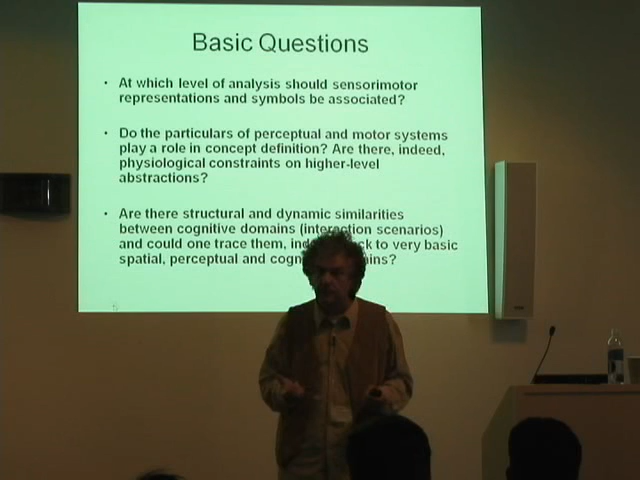 Basic Questions
• At which level of analysis should sensorimotor
representations and symbols be associated?
• Do the particulars of perceptual and motor systems
play a role in concept definition? Are there, indeed,
physiological constraints on higher-level
abstractions?
• Are there structural and dynamic similarities
between cognitive domains (interaction scenarios)
and could one trace them, to very basic
spatial, perceptual and